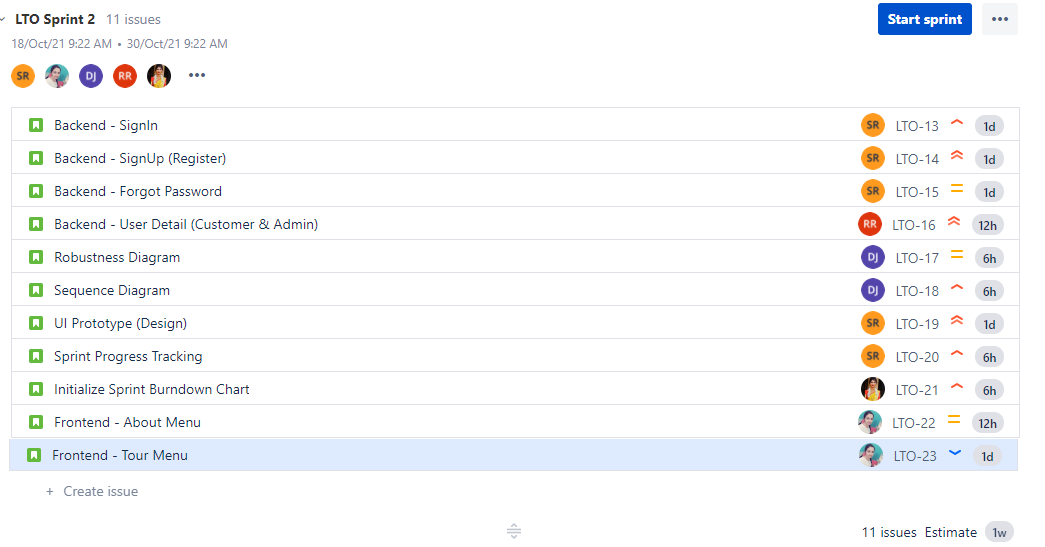 LTO Sprint 2 11 issues Start sprint
18/Oct/21 9:22 AM • 30/Oct/21 9:22 AM
SR DJ RR
Backend - SignIn SR LTO-13 1d
Backend - SignUp (Register) SR LTO-14 1d
Backend - Forgot Password SR LTO-15 1d
Backend - User Detail (Customer & Admin) RR LTO-16 12h
Robustness Diagram DJ LTO-17 6h
Sequence Diagram DJ LTO-18 6h
UI Prototype (Design) SR LTO-19 1d
Sprint Progress Tracking SR LTO-20 6h
Initialize Sprint Burndown Chart LTO-21 6h
Frontend - About Menu LTO-22 12h
Frontend - Tour Menu LTO-23 1d
+ Create issue
11 issues Estimate 1w